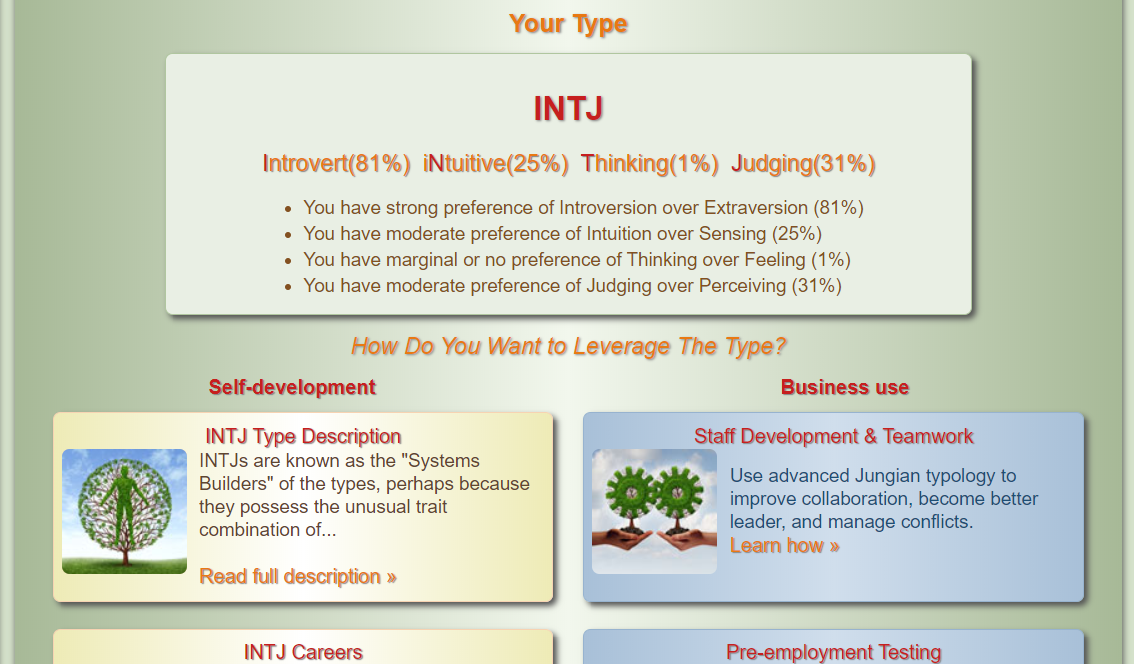 Your Type
INTJ
Introvert(81%) iNtuitive(25%) Thinking(1%) Judging(31%)
• You have strong preference of Introversion over Extraversion (81%)
• You have moderate preference of Intuition over Sensing (25%)
• You have marginal or no preference of Thinking over Feeling (1%)
• You have moderate preference of Judging over Perceiving (31%)
How Do You Want to Leverage The Type?
Self-development
INTJ Type Description
INTJs are known as the "Systems
Builders" of the types, perhaps because
they possess the unusual trait
combination of...
Read full description »
INTJ Careers
Business use
Staff Development & Teamwork
Use advanced Jungian typology to
improve collaboration, become better
leader, and manage conflicts.
Learn how »
Pre-employment Testing